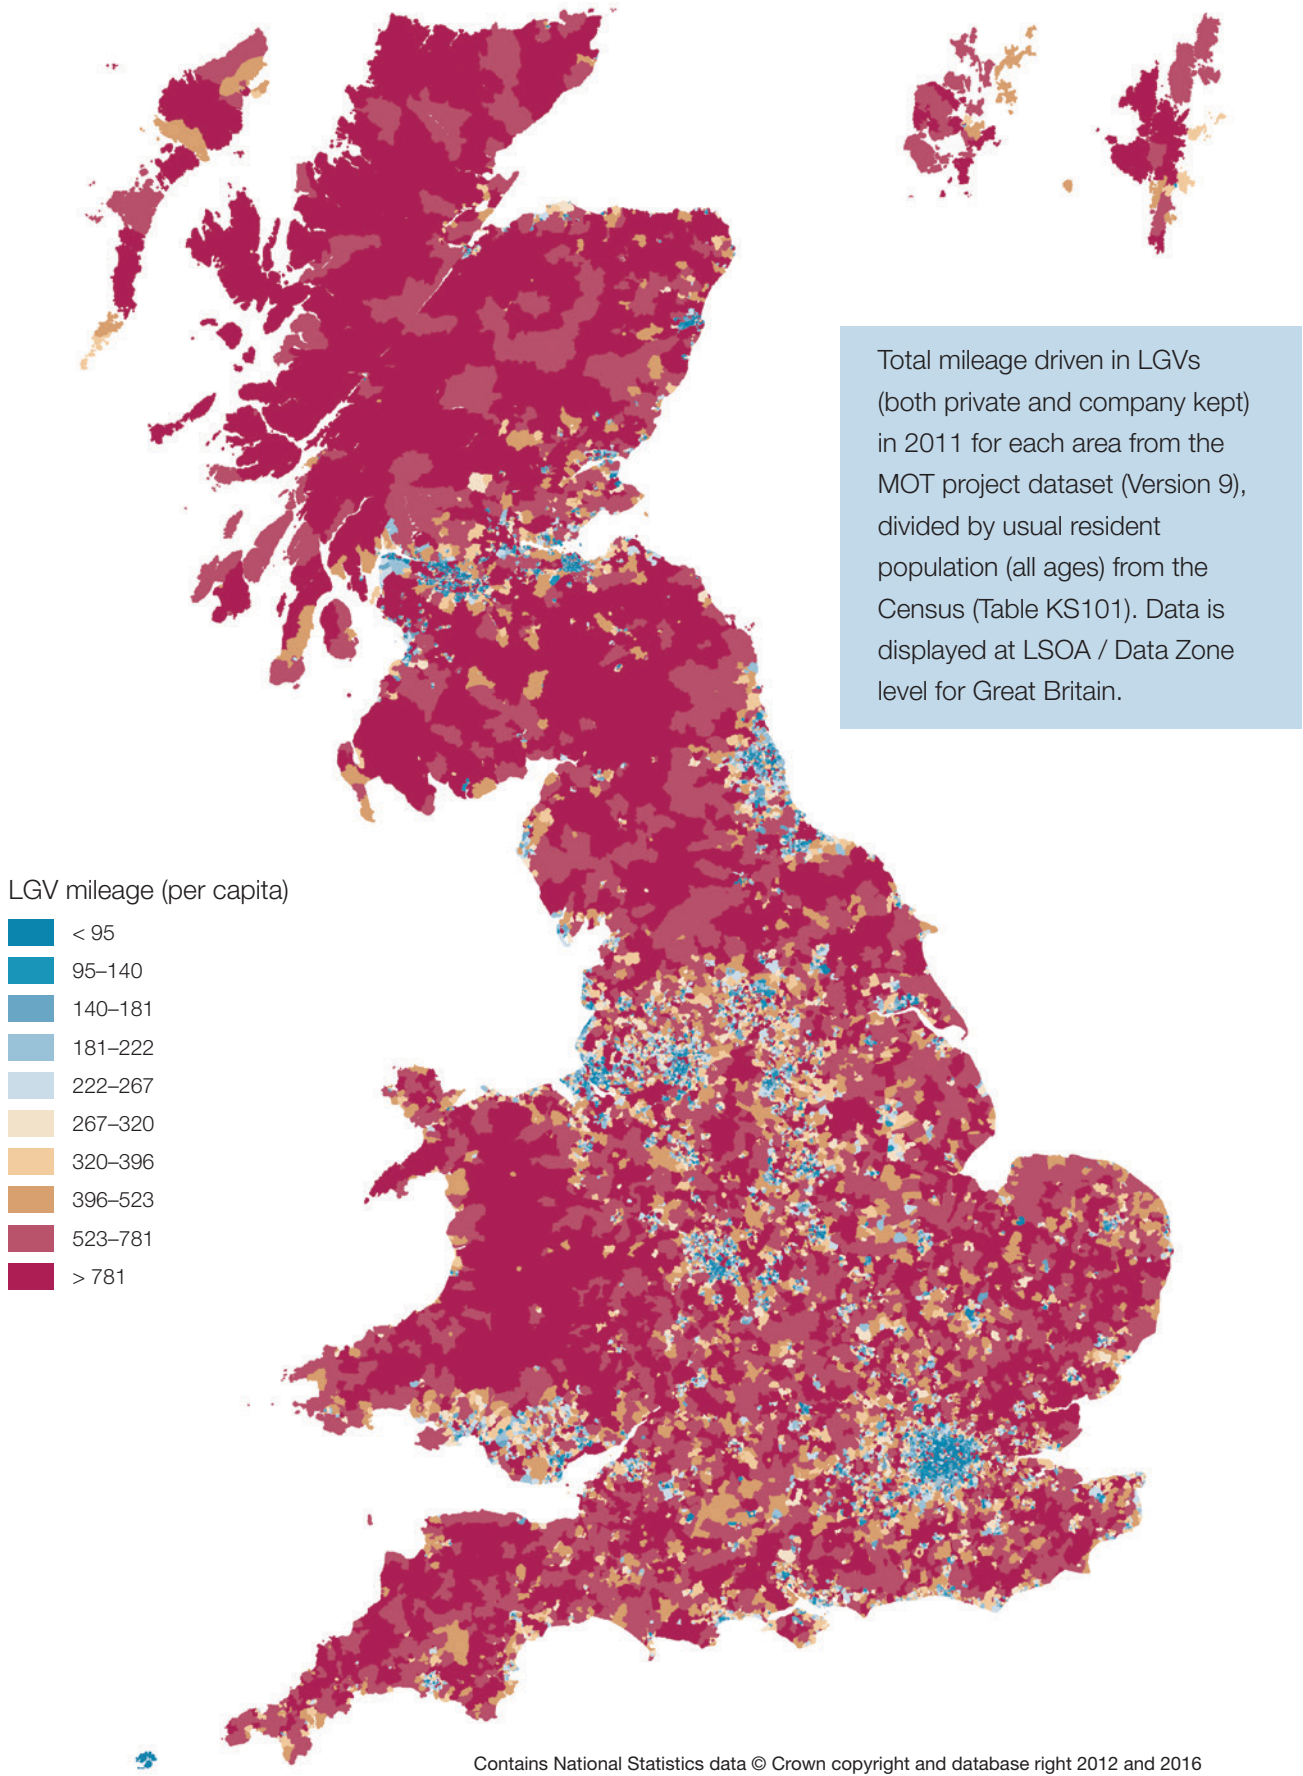 Total mileage driven in LGVs
(both private and company kept)
in 2011 for each area from the
MOT project dataset (Version 9),
divided by usual resident
population (all ages) from the
Census (Table KS101). Data is
displayed at LSOA / Data Zone
level for Great Britain.
LGV mileage (per capita)
< 95
95–140
140–181
181–222
222–267
267–320
320–396
396–523
523–781
> 781
Contains National Statistics data © Crown copyright and database right 2012 and 2016